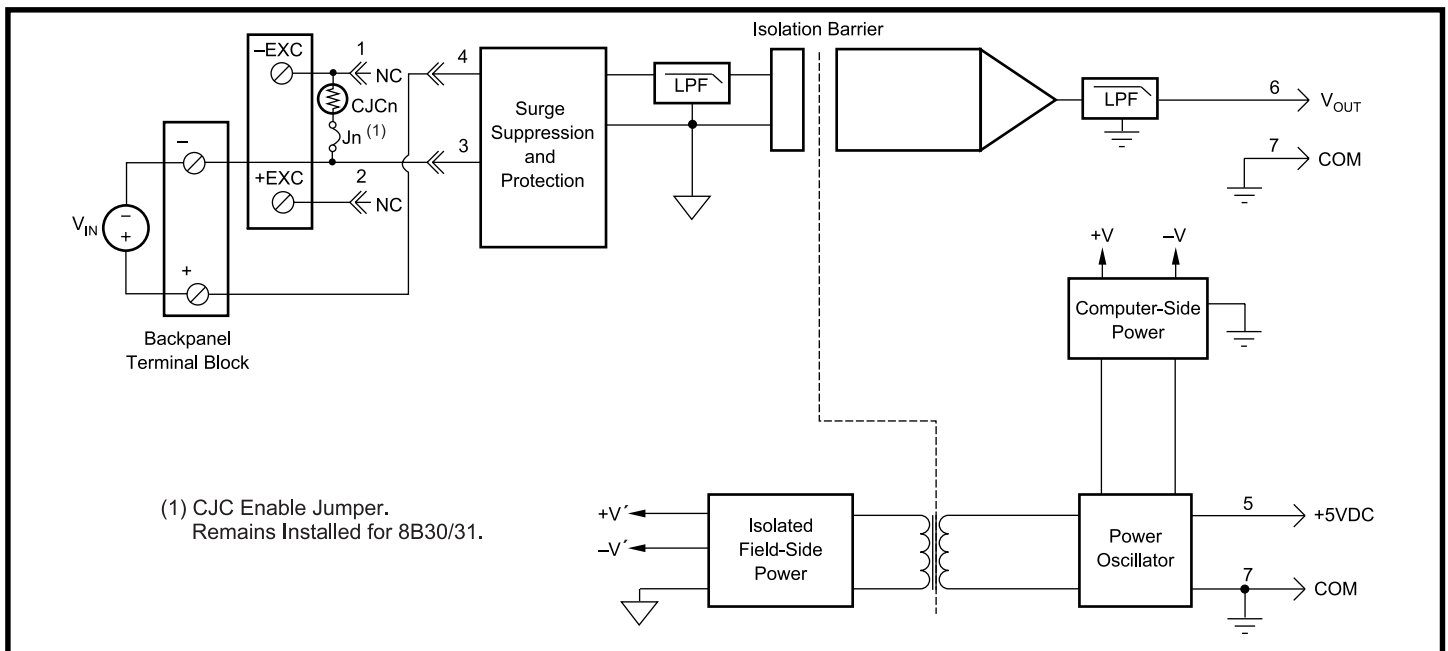 Isolation Barrier
–EXC
1
NC
4
CJCn
Jn (1)
Surge
Suppression
and
Protection
LPF
LPF
6
VOUT
–
3
7
COM
+EXC
2
NC
VIN
–
+
+
Backpanel
Terminal Block
+V
–V
Computer-Side
Power
(1) CJC Enable Jumper.
Remains Installed for 8B30/31.
+V´
–V´
Isolated
Field-Side
Power
Power
Oscillator
5
+5VDC
7
COM